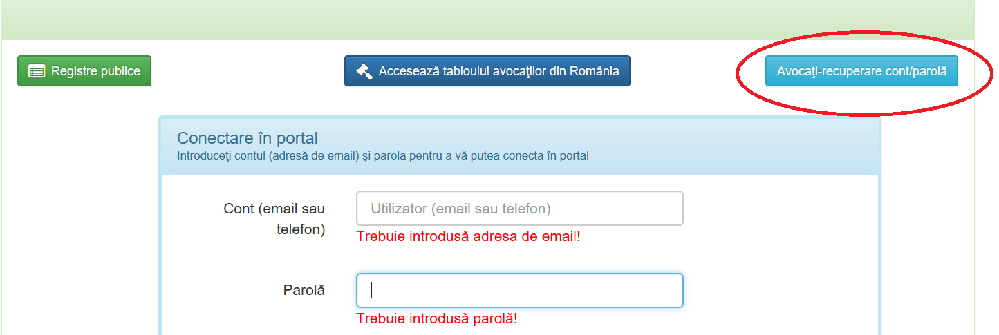 Registre publice
Accesează tabloulul avocaţilor din România
Avocaţi-recuperare cont/parolă
Conectare în portal
Introduceţi contul (adresă de email) şi parola pentru a vă putea conecta în portal
Cont (email sau
telefon)
Utilizator (email sau telefon)
Trebuie introdusă adresa de email!
Parolă
Trebuie introdusă parolă!